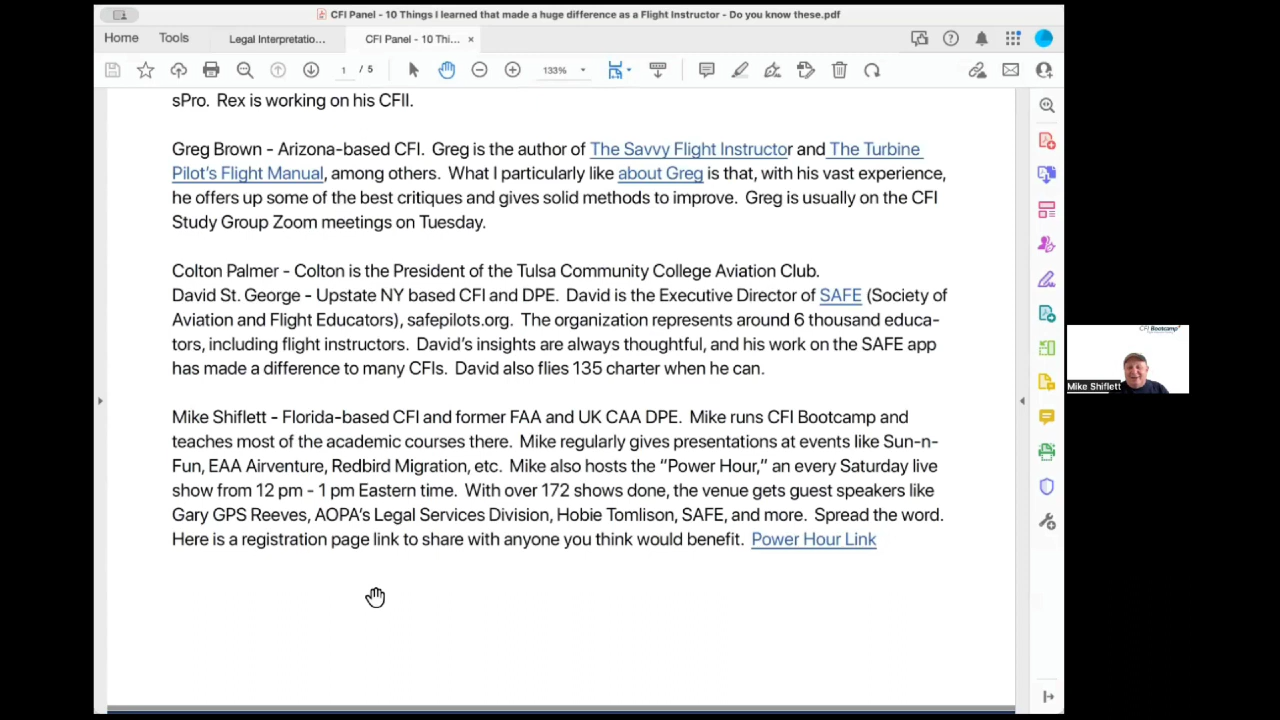 CFI Panel - 10 Things I learned that made a huge difference as a Flight Instructor - Do you know these.pdf
Home
Tools
Legal Interpretatio...
CFI Panel - 10 Thi... ×
1 / 5
133%
sPro. Rex is working on his CFII.
Greg Brown - Arizona-based CFI. Greg is the author of The Savvy Flight Instructor and The Turbine
Pilot's Flight Manual, among others. What I particularly like about Greg is that, with his vast experience,
he offers up some of the best critiques and gives solid methods to improve. Greg is usually on the CFI
Study Group Zoom meetings on Tuesday.
Colton Palmer - Colton is the President of the Tulsa Community College Aviation Club.
David St. George - Upstate NY based CFI and DPE. David is the Executive Director of SAFE (Society of
Aviation and Flight Educators), safepilots.org. The organization represents around 6 thousand educa-
tors, including flight instructors. David's insights are always thoughtful, and his work on the SAFE app
has made a difference to many CFIs. David also flies 135 charter when he can.
Mike Shiflett - Florida-based CFI and former FAA and UK CAA DPE. Mike runs CFI Bootcamp and
teaches most of the academic courses there. Mike regularly gives presentations at events like Sun-n-
Fun, EAA Airventure, Redbird Migration, etc. Mike also hosts the “Power Hour,” an every Saturday live
show from 12 pm - 1 pm Eastern time. With over 172 shows done, the venue gets guest speakers like
Gary GPS Reeves, AOPA's Legal Services Division, Hobie Tomlison, SAFE, and more. Spread the word.
Here is a registration page link to share with anyone you think would benefit. Power Hour Link
CFI Bootcamp
Mike Shiflett